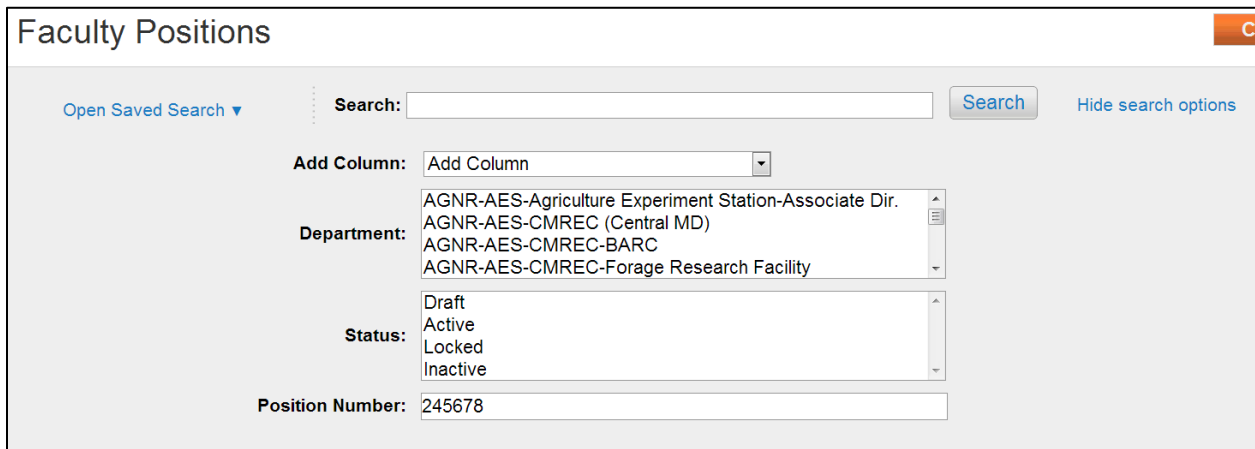 Faculty Positions
C
Open Saved Search ▼
Search:
Search
Hide search options
Add Column: Add Column
Department:
AGNR-AES-Agriculture Experiment Station-Associate Dir.
AGNR-AES-CMREC (Central MD)
AGNR-AES-CMREC-BARC
AGNR-AES-CMREC-Forage Research Facility
Status:
Draft
Active
Locked
Inactive
Position Number: 245678